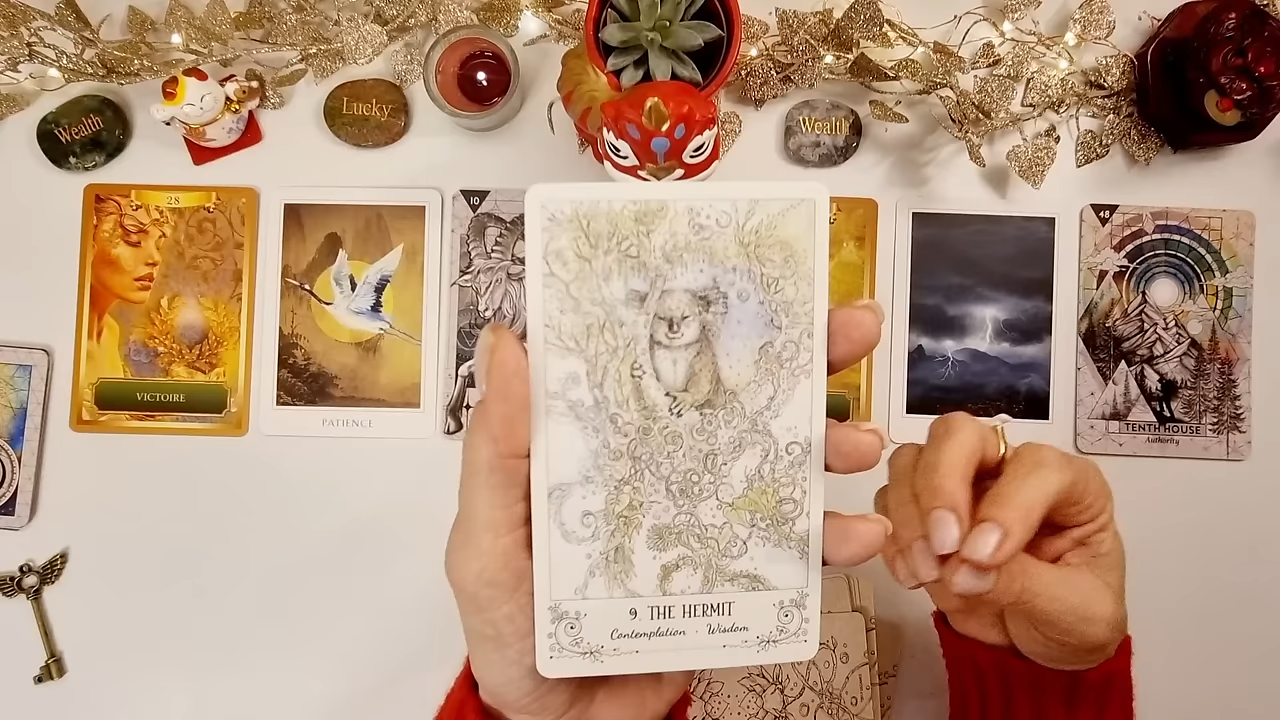 Wealth
Lucky
Wealth
28
VICTOIRE
PATIENCE
10
48
TENTH HOUSE
Authority
9. THE HERMIT
Contemplation · Wisdom